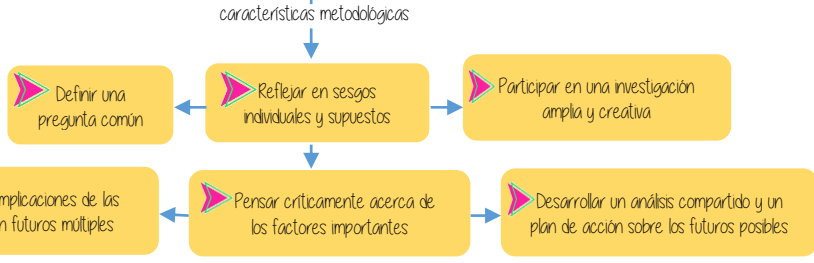 características metodológicas
Definir una
pregunta común
Reflejar en sesgos
individuales y supuestos
Participar en una investigación
amplia y creativa
implicaciones de las
futuros múltiples
Pensar críticamente acerca de
los factores importantes
Desarrollar un análisis compartido y un
plan de acción sobre los futuros posibles